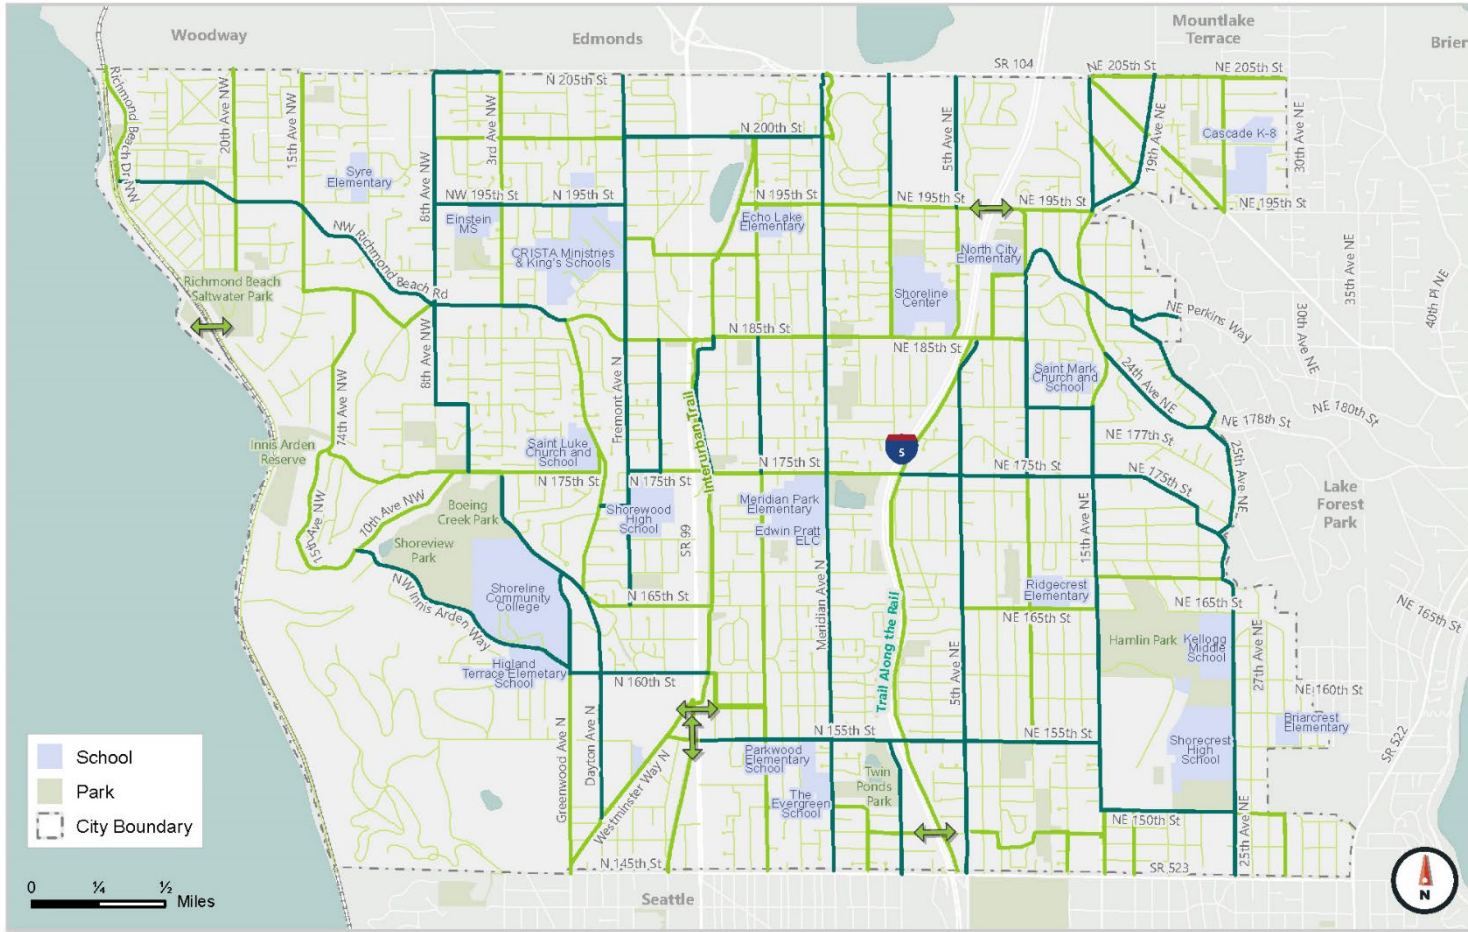 Woodway
Edmonds
Mountlake
Terrace
Brier
SR 104
N 205th St
NE 205th St
NE 205th St
Richmond Beach Dr NW
20th Ave NW
15th Ave NW
8th Ave NW
3rd Ave NW
N 200th St
5th Ave NE
19th Ave NE
Cascade K-8
30th Ave NE
Syre
Elementary
NW 195th St
N 195th St
N 195th St
NE 195th St
NE 195th St
NE 195th St
Einstein
MS
Echo Lake
Elementary
CRISTA Ministries
& King's Schools
North City
Elementary
NW Richmond Beach Rd
Richmond Beach
Saltwater Park
Shoreline
Center
35th Ave NE
40th Pl NE
NE Perkins Way
30th Ave NE
N 185th St
NE 185th St
8th Ave NW
Fremont Ave N
74th Ave NW
Saint Mark
Church and
School
24th Ave NE
NE 180th St
NE 178th St
Innis Arden
Reserve
Saint Luke
Church and
School
Interurban Trail
5
NE 177th St
25th Ave NE
N 175th St
N 175th St
N 175th St
NE 175th St
NE 175th St
15th Ave NW
10th Ave NW
Boeing
Creek Park
Shorewood
High
School
Meridian Park
Elementary
Edwin Pratt
ELC
15th Ave NE
Lake
Forest
Park
Shoreview
Park
SR 99
NW Innis Arden Way
Shoreline
Community
College
N 165th St
Meridian Ave N
Trail Along the Rail
Ridgecrest
Elementary
NE 165th St
NE 165th St
NE 165th St
Hamlin Park
Kellogg
Middle
School
27th Ave NE
Higland
Terrace Elemetary
School
N 160th St
5th Ave NE
NE 160th St
Briarcrest
Elementary
Greenwood Ave N
Dayton Ave N
Westminster Way N
N 155th St
NE 155th St
Parkwood
Elementary
School
The
Evergreen
School
Twin
Ponds
Park
Shorecrest
High
School
SR 522
NE 150th St
25th Ave NE
N 145th St
SR 523
Seattle
School
Park
City Boundary
0 ¼ ½
Miles
N